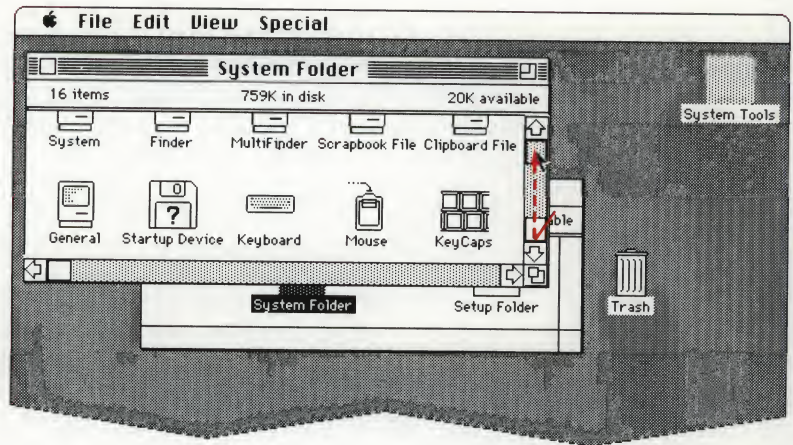 File Edit View Special
System Folder
16 items 759K in disk 20K available
System Tools
System Finder MultiFinder Scrapbook File Clipboard File
General Startup Device Keyboard Mouse KeyCaps
able
System Folder Setup Folder
Trash